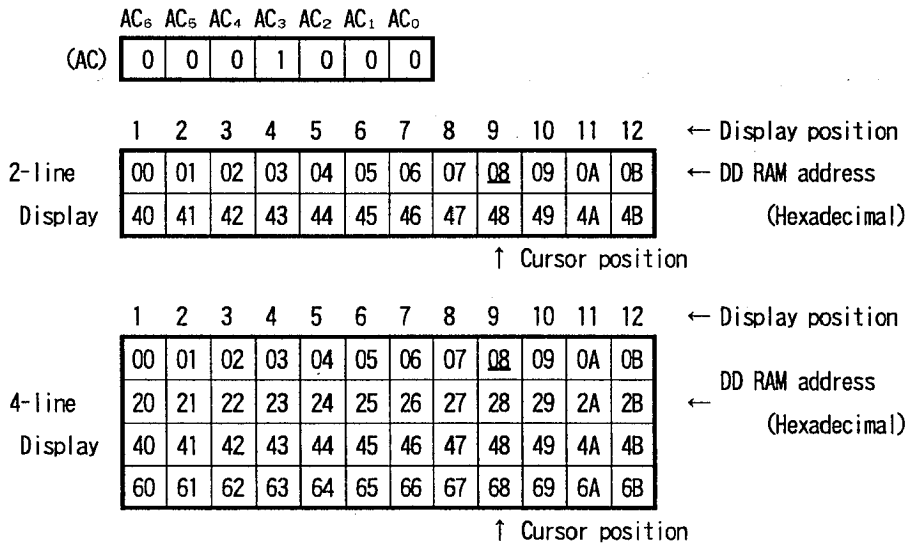 AC₆ AC₅ AC₄ AC₃ AC₂ AC₁ AC₀
(AC) 0 0 0 1 0 0 0
1 2 3 4 5 6 7 8 9 10 11 12 ← Display position
2-line 00 01 02 03 04 05 06 07 08 09 0A 0B ← DD RAM address
Display 40 41 42 43 44 45 46 47 48 49 4A 4B (Hexadecimal)
↑ Cursor position
1 2 3 4 5 6 7 8 9 10 11 12 ← Display position
00 01 02 03 04 05 06 07 08 09 0A 0B DD RAM address
4-line 20 21 22 23 24 25 26 27 28 29 2A 2B ← (Hexadecimal)
Display 40 41 42 43 44 45 46 47 48 49 4A 4B
60 61 62 63 64 65 66 67 68 69 6A 6B
↑ Cursor position